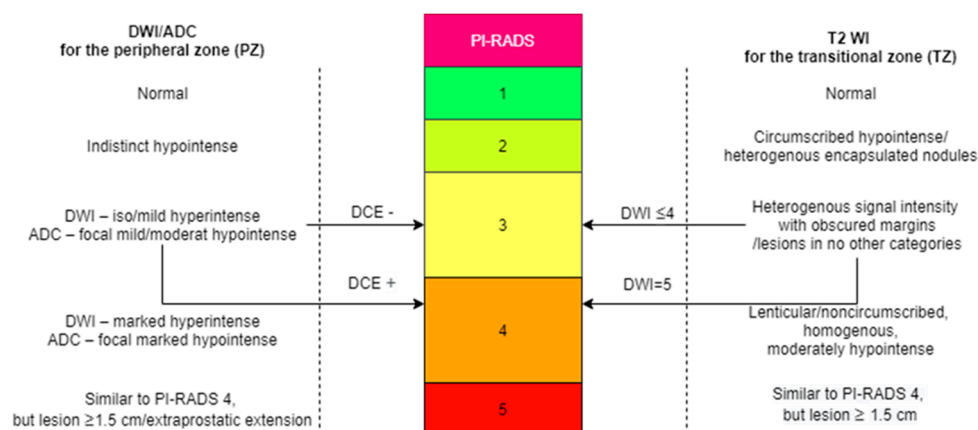 DWI/ADC
for the peripheral zone (PZ)
PI-RADS
T2 WI
for the transitional zone (TZ)
Normal
1
Normal
Indistinct hypointense
2
Circumscribed hypointense/
heterogenous encapsulated nodules
DWI – iso/mild hyperintense
ADC – focal mild/moderat hypointense
DCE -
3
DWI ≤4
Heterogenous signal intensity
with obscured margins
/lesions in no other categories
DCE +
DWI=5
DWI – marked hyperintense
ADC – focal marked hypointense
4
Lenticular/noncircumscribed,
homogenous,
moderately hypointense
Similar to PI-RADS 4,
but lesion ≥1.5 cm/extraprostatic extension
5
Similar to PI-RADS 4,
but lesion ≥ 1.5 cm